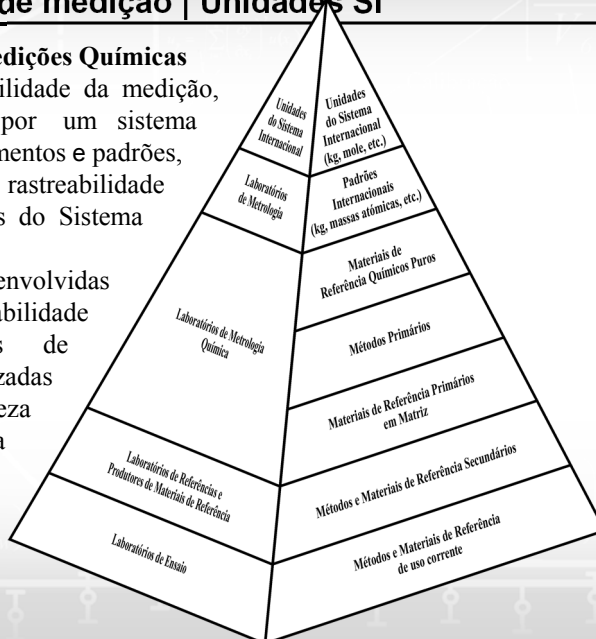 de medição | Unidades SI
edições Químicas
ilidade da medição,
por um sistema
mentos e padrões,
rastreabilidade
s do Sistema
envolvidas
abilidade
s de
zadas
eza
a
Unidades
do Sistema
Internacional
Unidades
do Sistema
Internacional
(kg, mole, etc.)
Laboratórios
de Metrologia
Padrões
Internacionais
(kg, massas atómicas, etc.)
Laboratórios de Metrologia
Química
Materiais de
Referência Químicos Puros
Métodos Primários
Materiais de Referência Primários
em Matriz
Laboratórios de Referências e
Produtores de Materiais de Referência
Métodos e Materiais de Referência Secundários
Laboratórios de Ensaio
Métodos e Materiais de Referência
de uso corrente